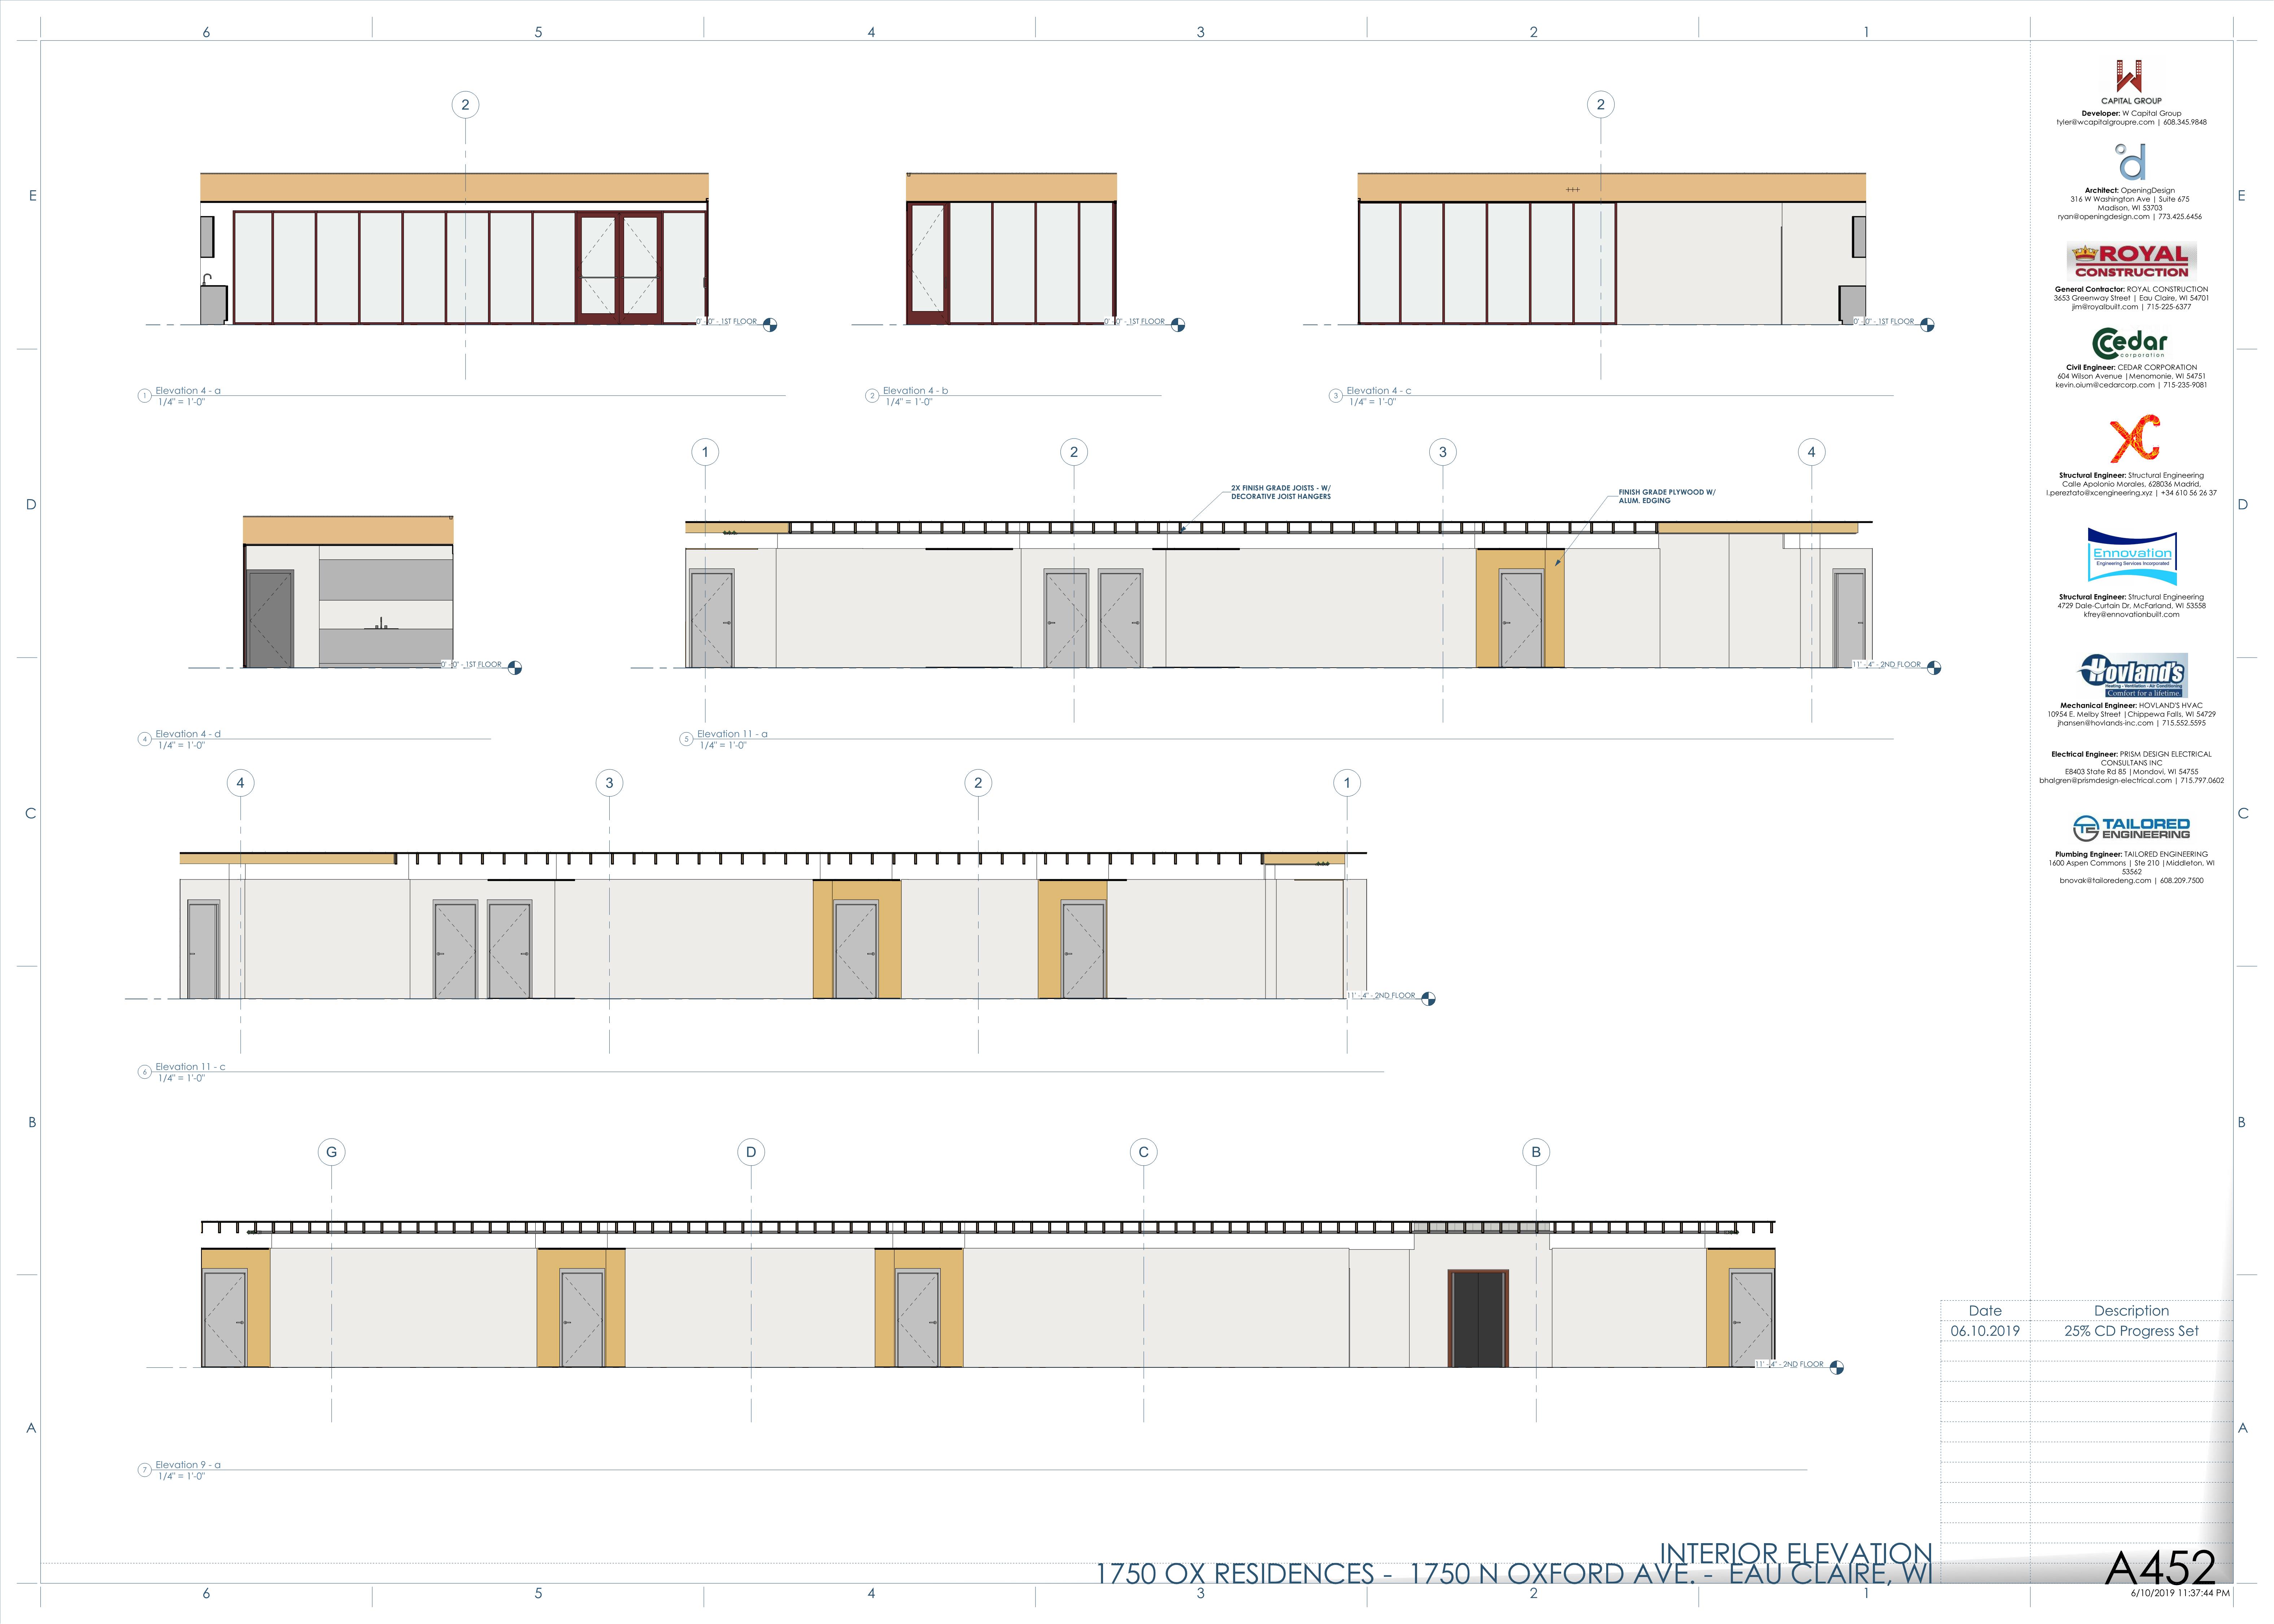 6 5 4 3 2 1
E
D
C
B
A
E
D
C
B
A
2
0' - 0" - 1ST FLOOR
1 Elevation 4 - a
1/4" = 1'-0"
0' - 0" - 1ST FLOOR
2 Elevation 4 - b
1/4" = 1'-0"
2
0' - 0" - 1ST FLOOR
3 Elevation 4 - c
1/4" = 1'-0"
0' - 0" - 1ST FLOOR
4 Elevation 4 - d
1/4" = 1'-0"
1 2 3 4
2X FINISH GRADE JOISTS - W/
DECORATIVE JOIST HANGERS
FINISH GRADE PLYWOOD W/
ALUM. EDGING
11' - 4" - 2ND FLOOR
5 Elevation 11 - a
1/4" = 1'-0"
4 3 2 1
11' - 4" - 2ND FLOOR
6 Elevation 11 - c
1/4" = 1'-0"
G D C B
11' - 4" - 2ND FLOOR
7 Elevation 9 - a
1/4" = 1'-0"
CAPITAL GROUP
Developer: W Capital Group
tyler@wcapitalgroupre.com | 608.345.9848
Architect: OpeningDesign
316 W Washington Ave | Suite 675
Madison, WI 53703
ryan@openingdesign.com | 773.425.6456
ROYAL
CONSTRUCTION
General Contractor: ROYAL CONSTRUCTION
3653 Greenway Street | Eau Claire, WI 54701
jim@royalbuilt.com | 715-225-6377
Cedar
corporation
Civil Engineer: CEDAR CORPORATION
604 Wilson Avenue |Menomonie, WI 54751
kevin.oium@cedarcorp.com | 715-235-9081
XC
Structural Engineer: Structural Engineering
Calle Apolonio Morales, 628036 Madrid,
l.pereztato@xcengineering.xyz | +34 610 56 26 37
Ennovation
Engineering Services Incorporated
Structural Engineer: Structural Engineering
4729 Dale-Curtain Dr, McFarland, WI 53558
kfrey@ennovationbuilt.com
Hovland's
Heating - Ventilation - Air Conditioning
Comfort for a lifetime.
Mechanical Engineer: HOVLAND'S HVAC
10954 E. Melby Street |Chippewa Falls, WI 54729
jhansen@hovlands-inc.com | 715.552.5595
Electrical Engineer: PRISM DESIGN ELECTRICAL
CONSULTANS INC
E8403 State Rd 85 |Mondovi, WI 54755
bhalgren@prismdesign-electrical.com | 715.797.0602
TE TAILORED
ENGINEERING
Plumbing Engineer: TAILORED ENGINEERING
1600 Aspen Commons | Ste 210 |Middleton, WI
53562
bnovak@tailoredeng.com | 608.209.7500
Date Description
06.10.2019 25% CD Progress Set
INTERIOR ELEVATION
1750 OX RESIDENCES - 1750 N OXFORD AVE. - EAU CLAIRE, WI
A452
6/10/2019 11:37:44 PM
6 5 4 3 2 1